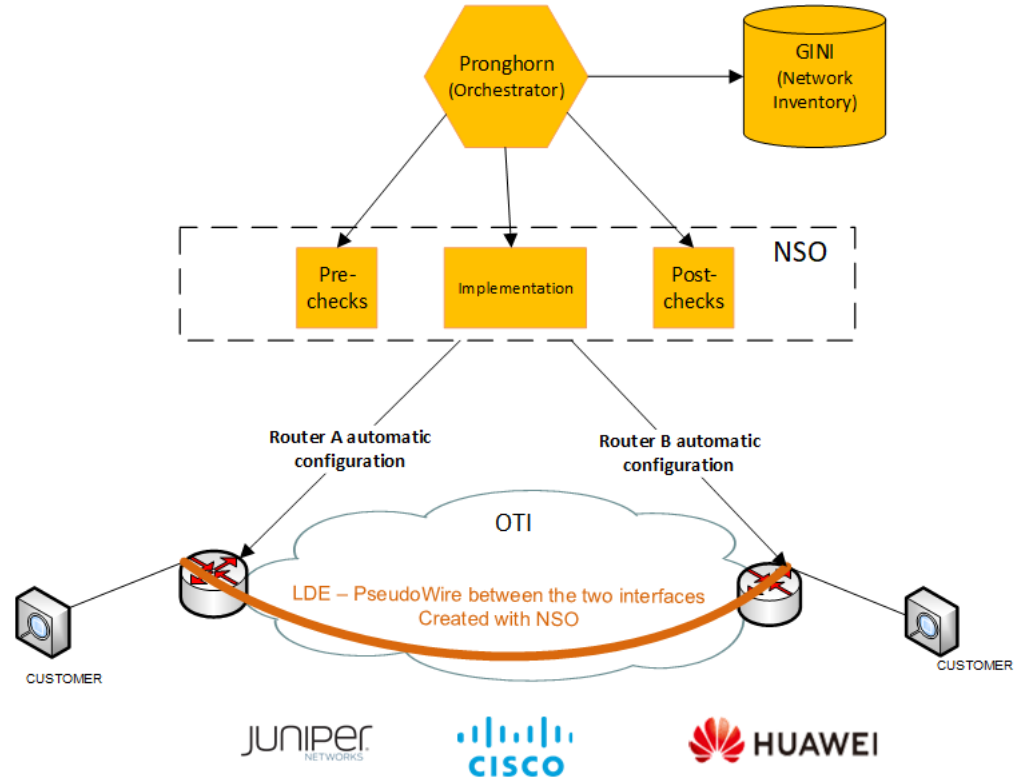 Pronghorn
(Orchestrator)
GINI
(Network
Inventory)
NSO
Pre-
checks
Implementation
Post-
checks
Router A automatic
configuration
Router B automatic
configuration
OTI
LDE – PseudoWire between the two interfaces
Created with NSO
CUSTOMER
CUSTOMER
JUNIPER
NETWORKS
CISCO
HUAWEI